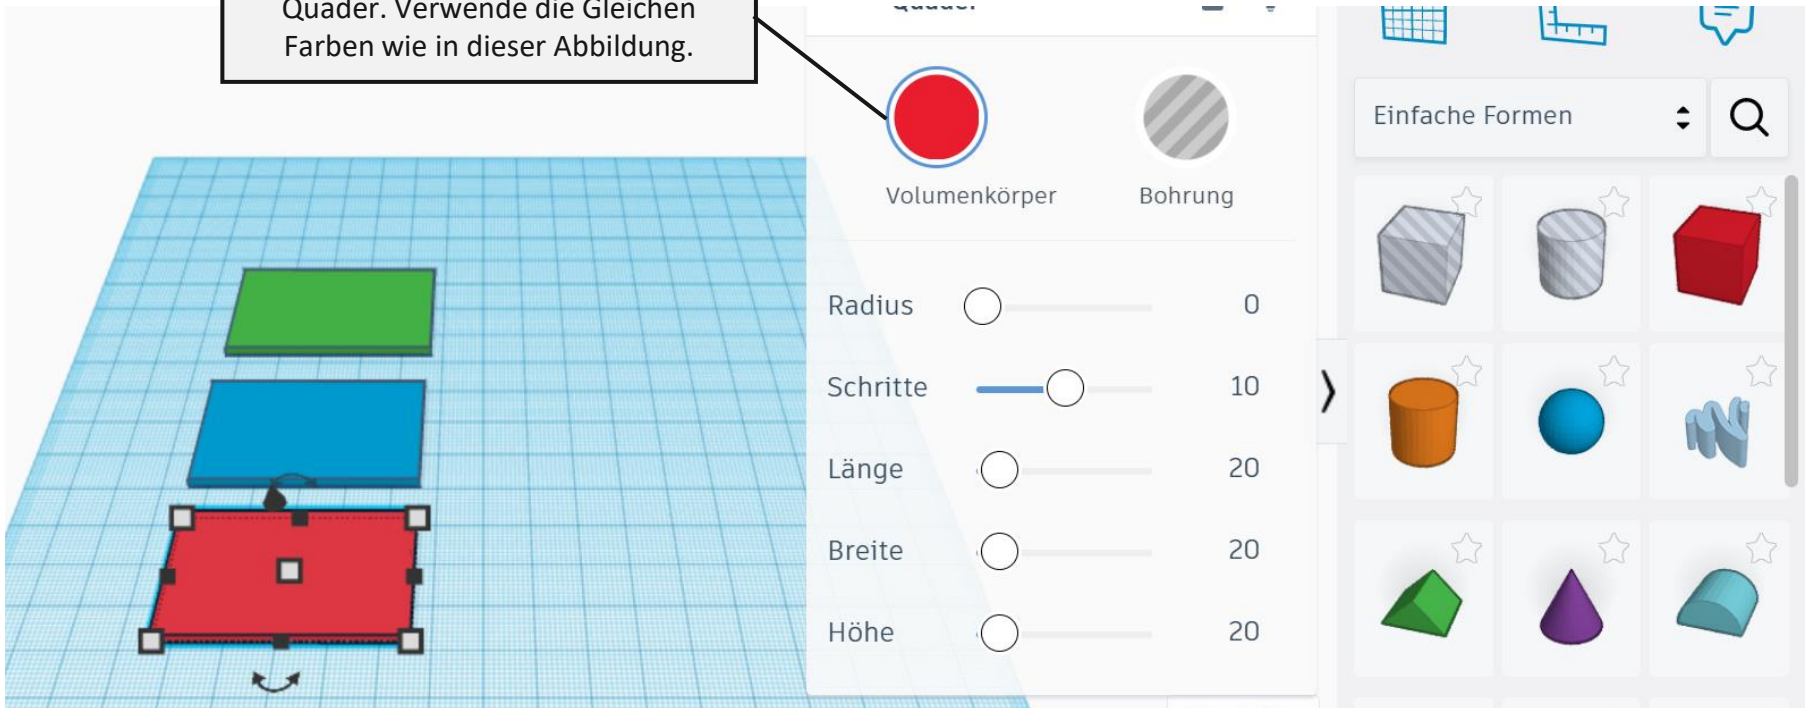 Quader. Verwende die Gleichen
Farben wie in dieser Abbildung.
Quader
Volumenkörper
Bohrung
Radius 0
Schritte 10
Länge 20
Breite 20
Höhe 20
Einfache Formen